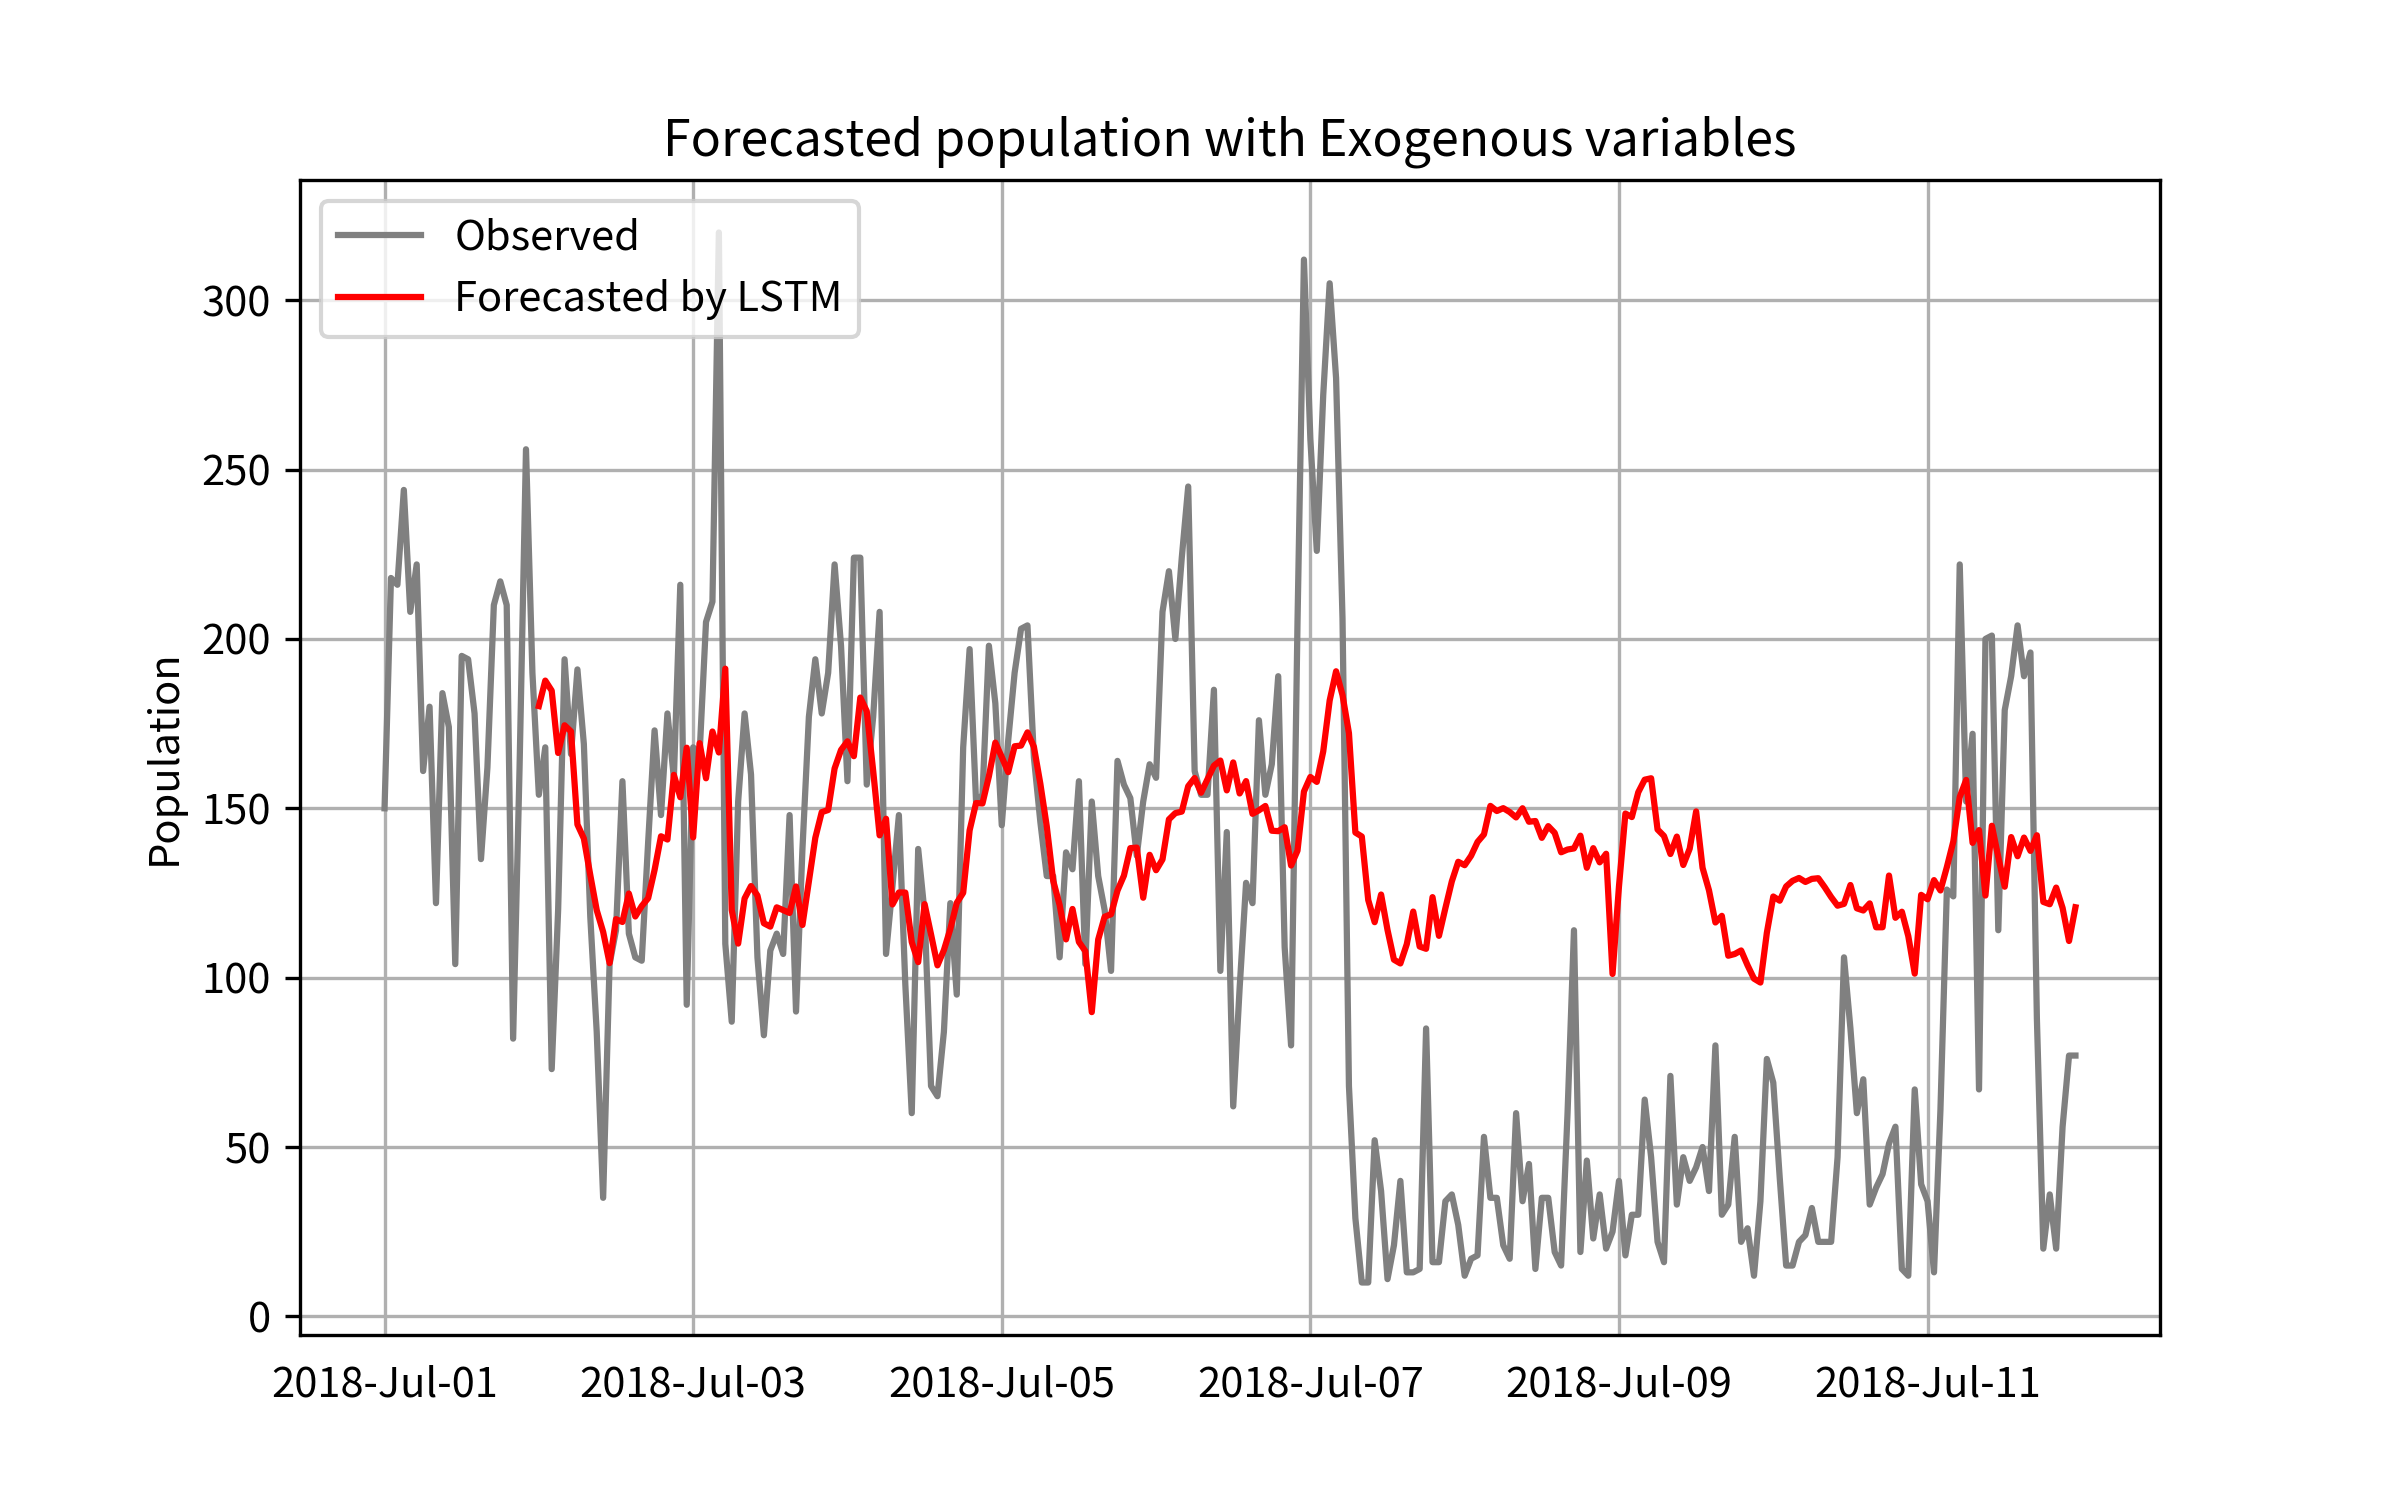 Forecasted population with Exogenous variables
Observed
Forecasted by LSTM
Population
300
250
200
150
100
50
0
2018-Jul-01 2018-Jul-03 2018-Jul-05 2018-Jul-07 2018-Jul-09 2018-Jul-11